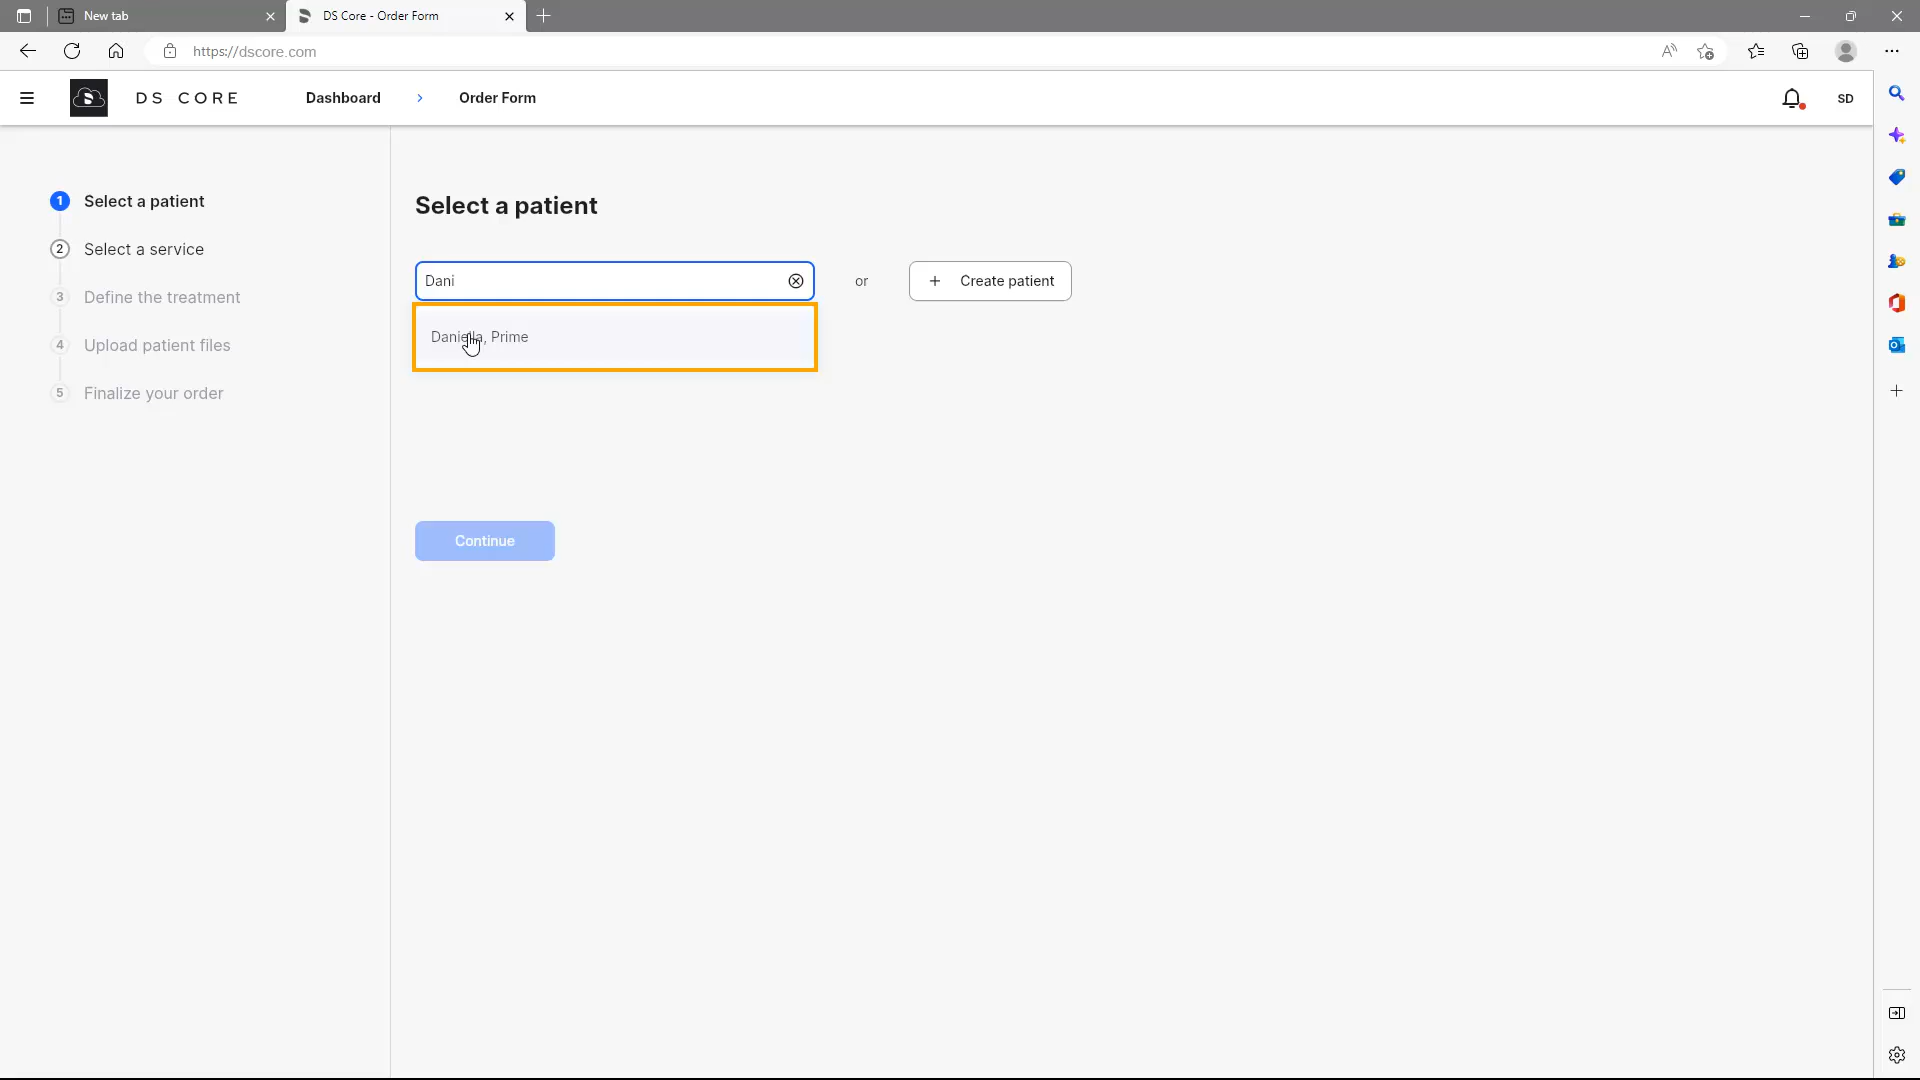 New tab
DS Core - Order Form
https://dscore.com
DS CORE
Dashboard
Order Form
SD
1 Select a patient
2 Select a service
3 Define the treatment
4 Upload patient files
5 Finalize your order
Select a patient
Dani
or
Create patient
Daniella, Prime
Continue